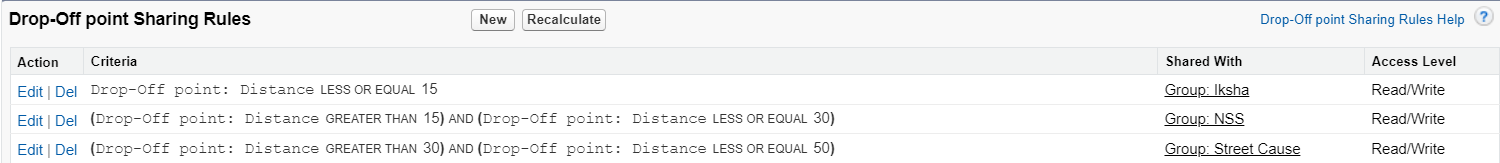 Drop-Off point Sharing Rules New Recalculate Drop-Off point Sharing Rules Help ?
Action Criteria Shared With Access Level
Edit | Del Drop-Off point: Distance LESS OR EQUAL 15 Group: Iksha Read/Write
Edit | Del (Drop-Off point: Distance GREATER THAN 15) AND (Drop-Off point: Distance LESS OR EQUAL 30) Group: NSS Read/Write
Edit | Del (Drop-Off point: Distance GREATER THAN 30) AND (Drop-Off point: Distance LESS OR EQUAL 50) Group: Street Cause Read/Write